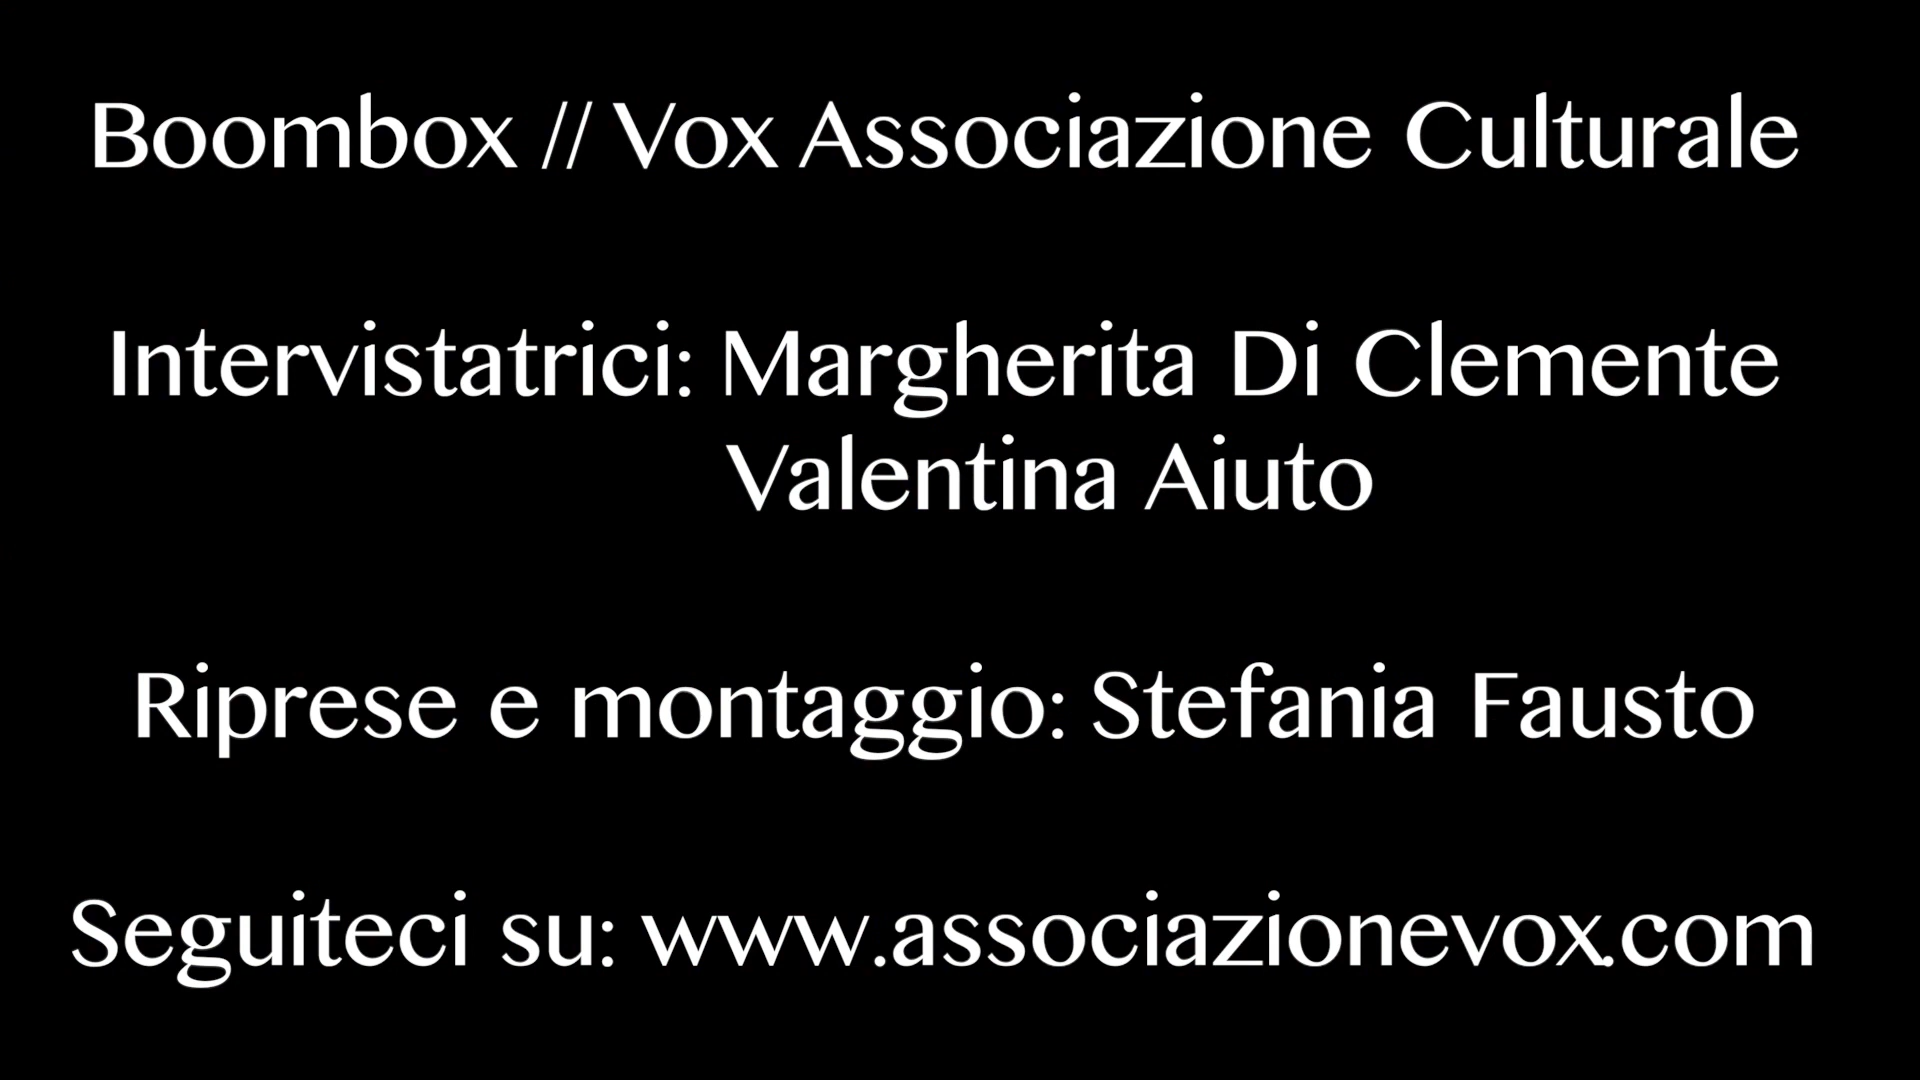 Boombox // Vox Associazione Culturale
Intervistatrici: Margherita Di Clemente
Valentina Aiuto
Riprese e montaggio: Stefania Fausto
Seguiteci su: www.associazionevox.com